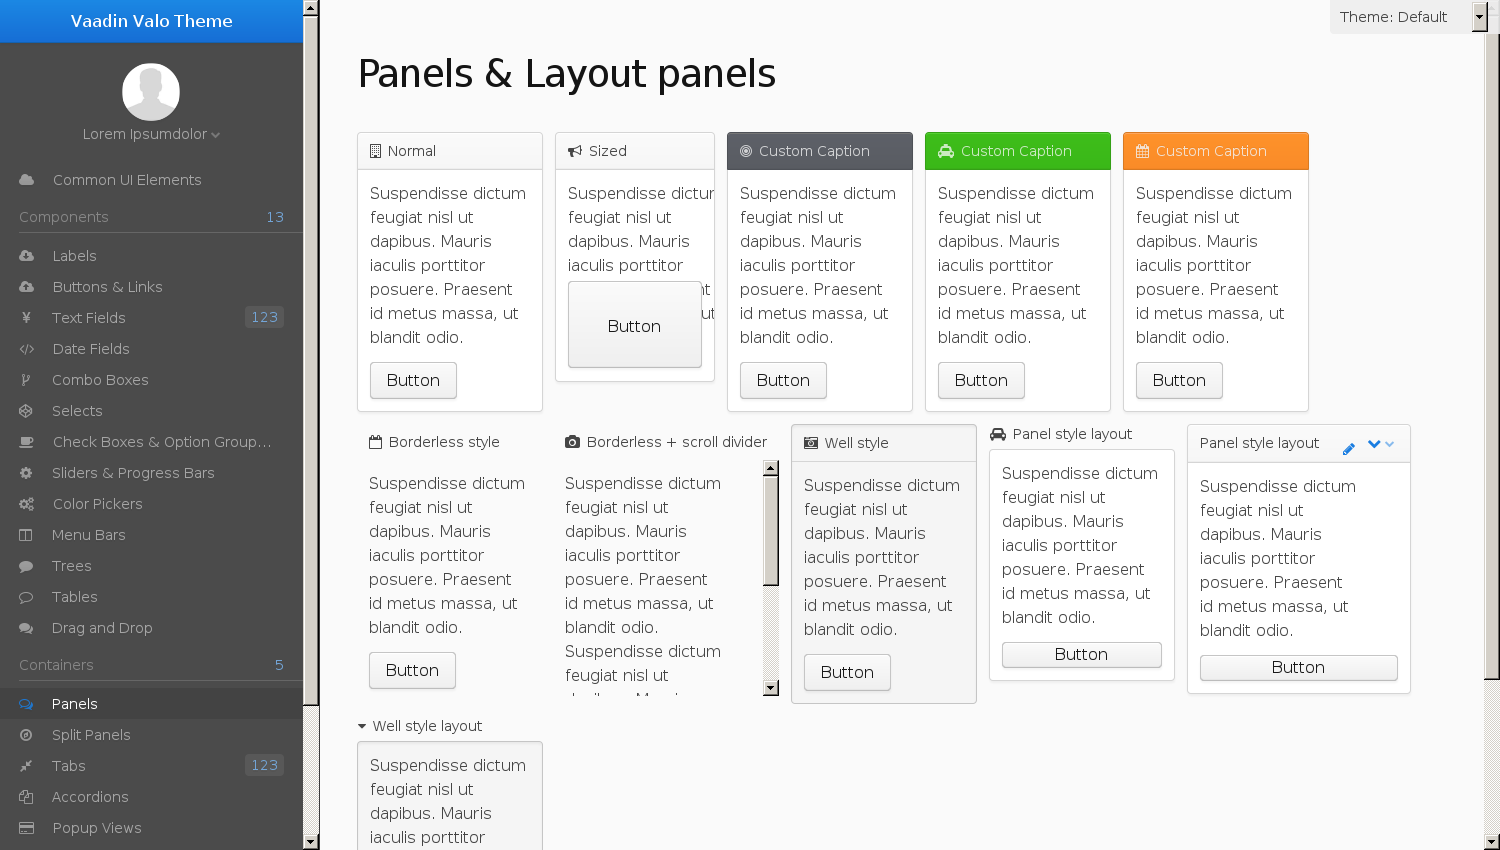 Vaadin Valo Theme
Lorem Ipsumdolor
Common UI Elements
Components 13
Labels
Buttons & Links
Text Fields 123
Date Fields
Combo Boxes
Selects
Check Boxes & Option Group...
Sliders & Progress Bars
Color Pickers
Menu Bars
Trees
Tables
Drag and Drop
Containers 5
Panels
Split Panels
Tabs 123
Accordions
Popup Views
Theme: Default
Panels & Layout panels
Normal
Suspendisse dictum
feugiat nisl ut
dapibus. Mauris
iaculis porttitor
posuere. Praesent
id metus massa, ut
blandit odio.
Button
Sized
Suspendisse dictum
feugiat nisl ut
dapibus. Mauris
iaculis porttitor
Button
Custom Caption
Suspendisse dictum
feugiat nisl ut
dapibus. Mauris
iaculis porttitor
posuere. Praesent
id metus massa, ut
blandit odio.
Button
Custom Caption
Suspendisse dictum
feugiat nisl ut
dapibus. Mauris
iaculis porttitor
posuere. Praesent
id metus massa, ut
blandit odio.
Button
Custom Caption
Suspendisse dictum
feugiat nisl ut
dapibus. Mauris
iaculis porttitor
posuere. Praesent
id metus massa, ut
blandit odio.
Button
Borderless style
Suspendisse dictum
feugiat nisl ut
dapibus. Mauris
iaculis porttitor
posuere. Praesent
id metus massa, ut
blandit odio.
Button
Borderless + scroll divider
Suspendisse dictum
feugiat nisl ut
dapibus. Mauris
iaculis porttitor
posuere. Praesent
id metus massa, ut
blandit odio.
Suspendisse dictum
feugiat nisl ut
Well style
Suspendisse dictum
feugiat nisl ut
dapibus. Mauris
iaculis porttitor
posuere. Praesent
id metus massa, ut
blandit odio.
Button
Panel style layout
Suspendisse dictum
feugiat nisl ut
dapibus. Mauris
iaculis porttitor
posuere. Praesent
id metus massa, ut
blandit odio.
Button
Panel style layout
Suspendisse dictum
feugiat nisl ut
dapibus. Mauris
iaculis porttitor
posuere. Praesent
id metus massa, ut
blandit odio.
Button
Well style layout
Suspendisse dictum
feugiat nisl ut
dapibus. Mauris
iaculis porttitor